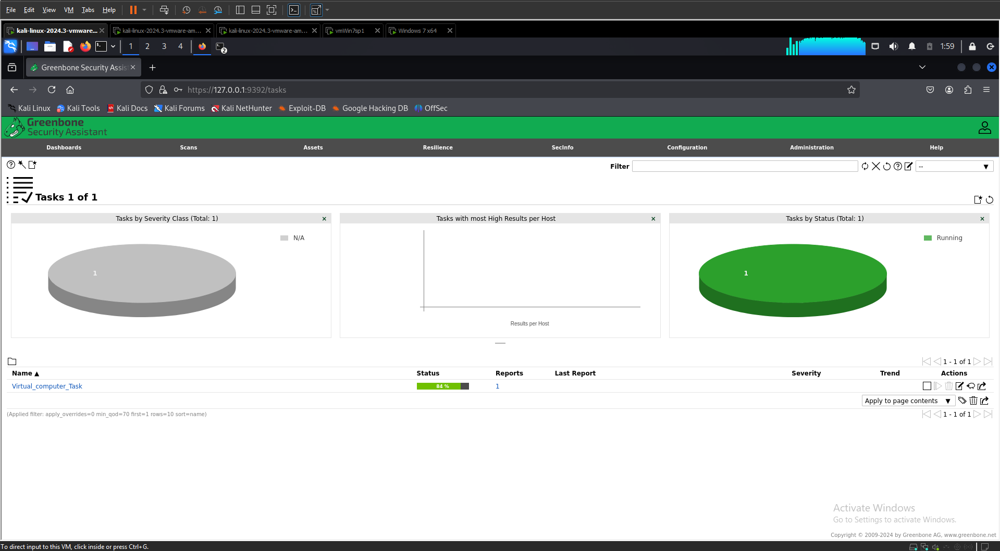 File Edit View VM Tabs Help
kali-linux-2024.3-vmware... kali-linux-2024.3-vmware-am... kali-linux-2024.3-vmware-am... vmWin7sp1 Windows 7 x64
1 2 3 4 2 1:59
Greenbone Security Assis
https://127.0.0.1:9392/tasks
Kali Linux Kali Tools Kali Docs Kali Forums Kali NetHunter Exploit-DB Google Hacking DB OffSec
Greenbone
Security Assistant
Dashboards Scans Assets Resilience SecInfo Configuration Administration Help
Filter --
Tasks 1 of 1
Tasks by Severity Class (Total: 1) Tasks with most High Results per Host Tasks by Status (Total: 1)
N/A Running
1 1
Results per Host
1 - 1 of 1
Name Status Reports Last Report Severity Trend Actions
Virtual_computer_Task 84 % 1
Apply to page contents
(Applied filter: apply_overrides=0 min_qod=70 first=1 rows=10 sort=name) 1 - 1 of 1
Activate Windows
Go to Settings to activate Windows.
Copyright © 2009-2024 by Greenbone AG, www.greenbone.net
To direct input to this VM, click inside or press Ctrl+G.